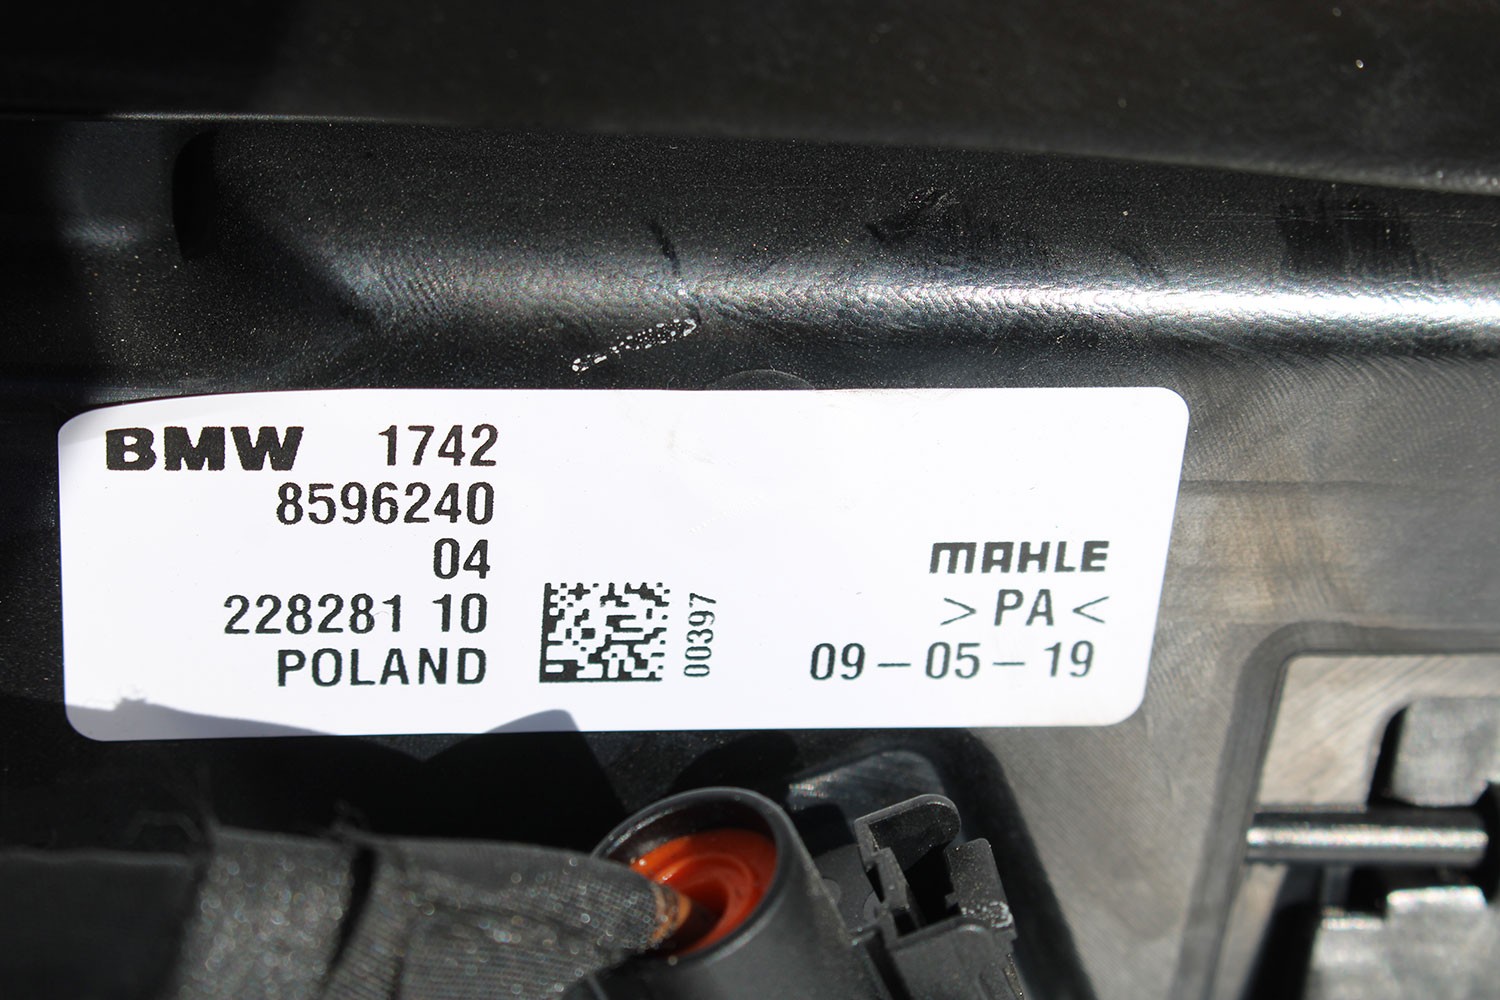 BMW 1742
8596240
04
228281 10
POLAND
00397
MAHLE
> PA <
09 - 05 - 19